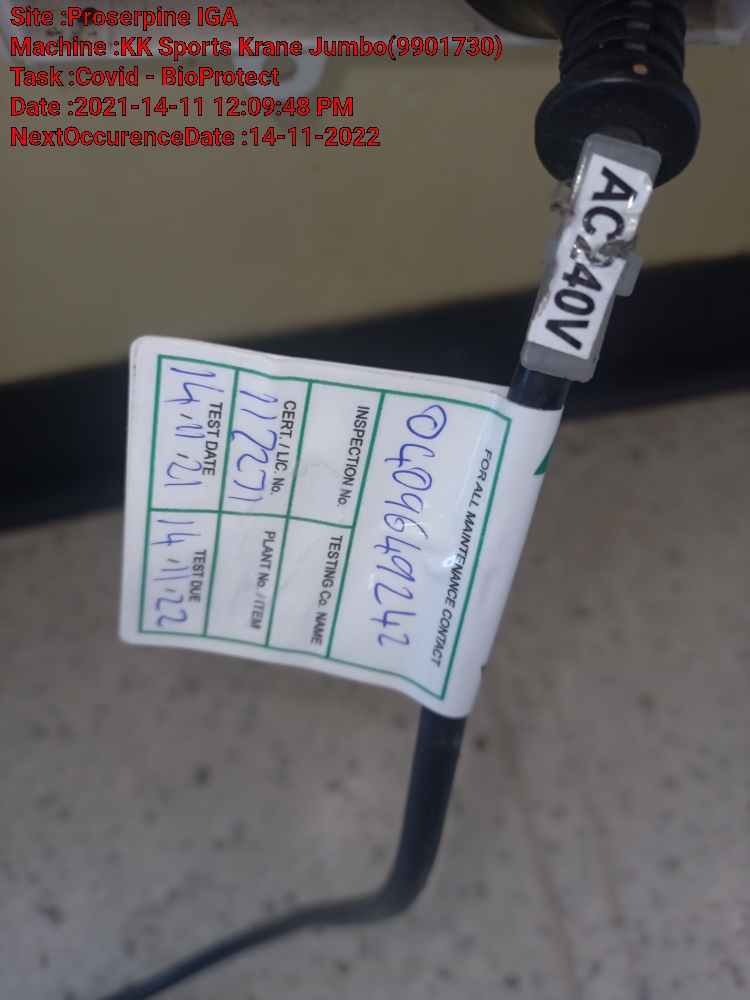 Site :Proserpine IGA
Machine :KK Sports Krane Jumbo(9901730)
Task :Covid - BioProtect
Date :2021-14-11 12:09:48 PM
NextOccurenceDate :14-11-2022
AC 240V
FOR ALL MAINTENANCE CONTACT
0409649242
INSPECTION No.
TESTING Co. NAME
CERT. / LIC. No.
1172271
PLANT No. / ITEM
TEST DATE
14.11.21
TEST DUE
14.11.22